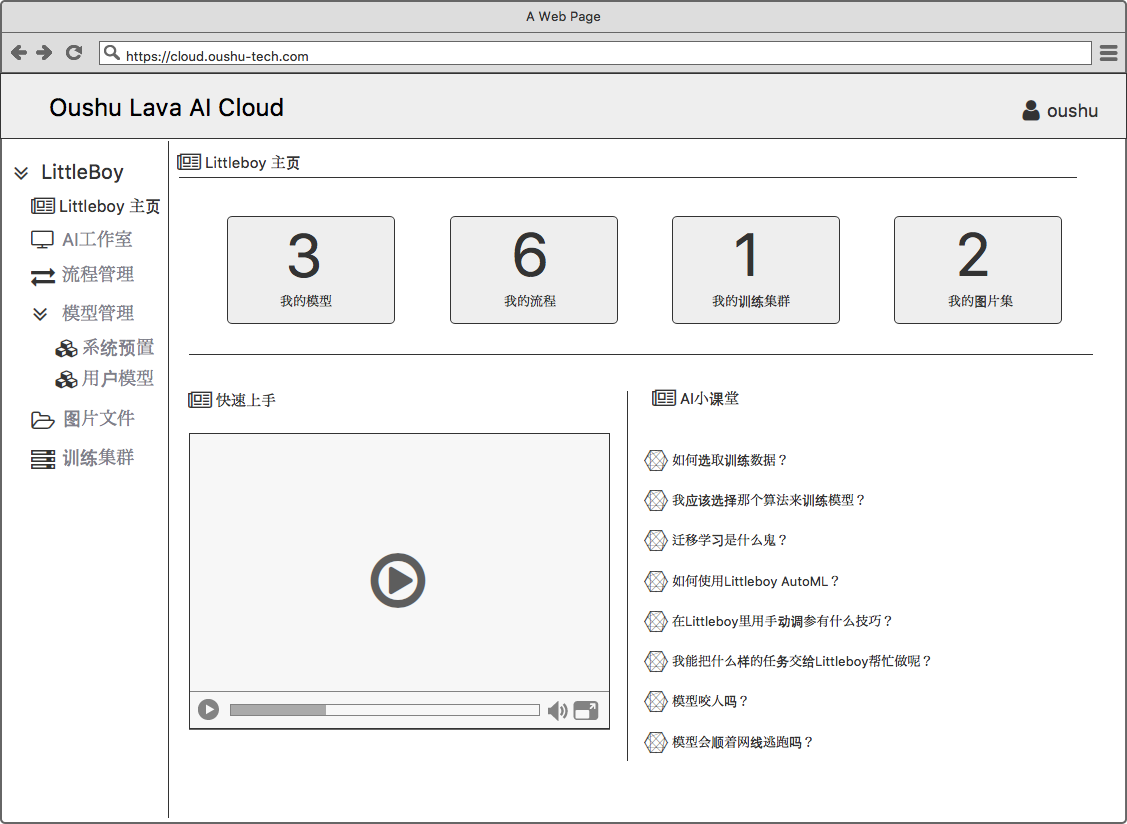 A Web Page
https://cloud.oushu-tech.com
Oushu Lava AI Cloud
oushu
LittleBoy
Littleboy 主页
AI工作室
流程管理
模型管理
系统预置
用户模型
图片文件
训练集群
Littleboy 主页
3
我的模型
6
我的流程
1
我的训练集群
2
我的图片集
快速上手
AI小课堂
如何选取训练数据？
我应该选择那个算法来训练模型？
迁移学习是什么鬼？
如何使用Littleboy AutoML？
在Littleboy里用手动调参有什么技巧？
我能把什么样的任务交给Littleboy帮忙做呢？
模型咬人吗？
模型会顺着网线逃跑吗？